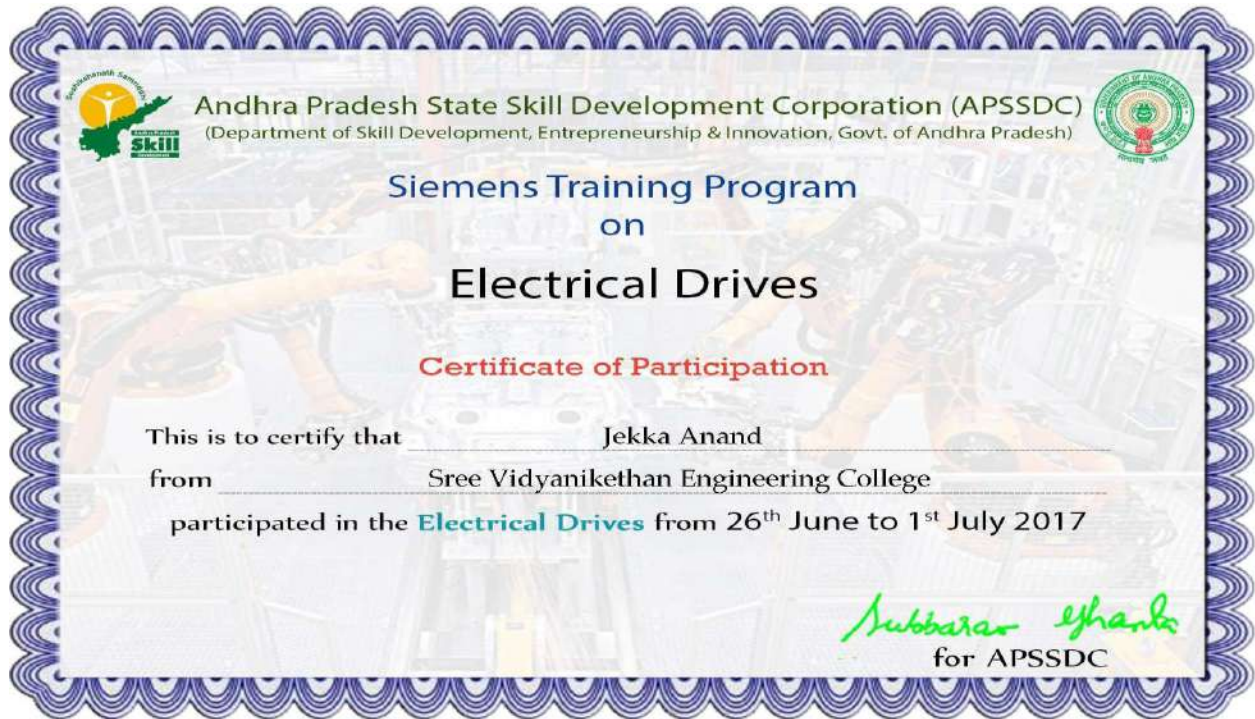 Andhra Pradesh State Skill Development Corporation (APSSDC)
(Department of Skill Development, Entrepreneurship & Innovation, Govt. of Andhra Pradesh)
Skill
Siemens Training Program
on
Electrical Drives
Certificate of Participation
This is to certify that Jekka Anand
from Sree Vidyanikethan Engineering College
participated in the Electrical Drives from 26th June to 1st July 2017
Subbarao
for APSSDC